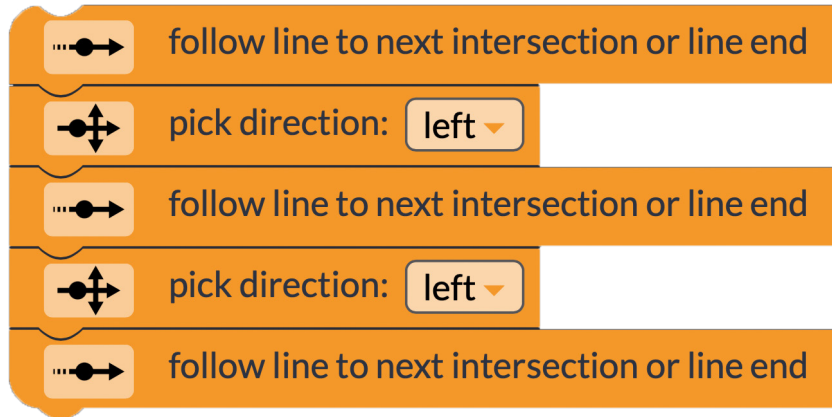 follow line to next intersection or line end
pick direction: left
follow line to next intersection or line end
pick direction: left
follow line to next intersection or line end